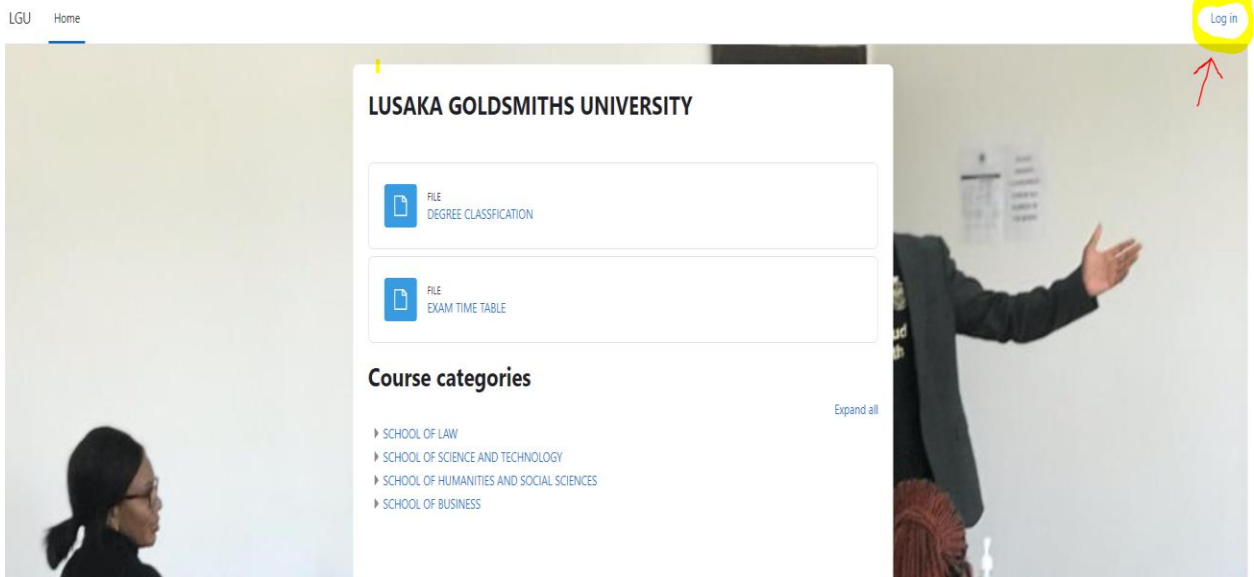 LGU Home Log in
LUSAKA GOLDSMITHS UNIVERSITY
FILE
DEGREE CLASSFICATION
FILE
EXAM TIME TABLE
Course categories
Expand all
SCHOOL OF LAW
SCHOOL OF SCIENCE AND TECHNOLOGY
SCHOOL OF HUMANITIES AND SOCIAL SCIENCES
SCHOOL OF BUSINESS